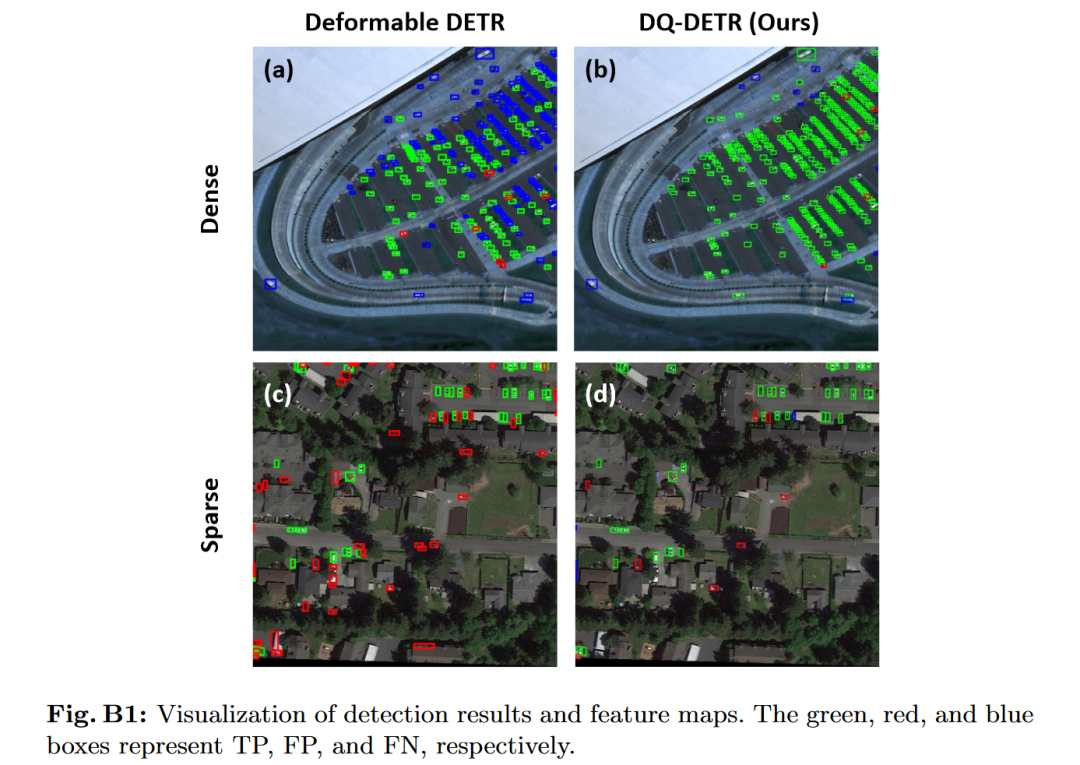 Deformable DETR
DQ-DETR (Ours)
(a)
(b)
Dense
(c)
(d)
Sparse
Fig. B1: Visualization of detection results and feature maps. The green, red, and blue
boxes represent TP, FP, and FN, respectively.